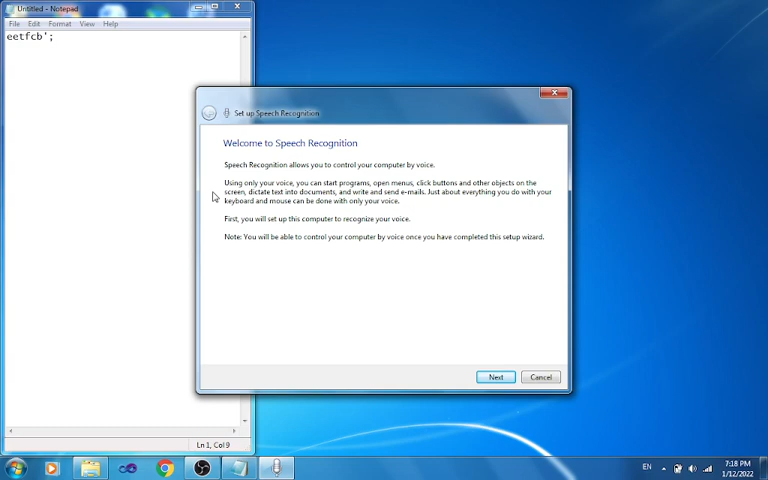 Untitled - Notepad
File Edit Format View Help
eetfcb';
Set up Speech Recognition
Welcome to Speech Recognition
Speech Recognition allows you to control your computer by voice.
Using only your voice, you can start programs, open menus, click buttons and other objects on the
screen, dictate text into documents, and write and send e-mails. Just about everything you do with your
keyboard and mouse can be done with only your voice.
First, you will set up this computer to recognize your voice.
Note: You will be able to control your computer by voice once you have completed this setup wizard.
Next Cancel
Ln 1, Col 9
EN
7:18 PM
1/12/2022